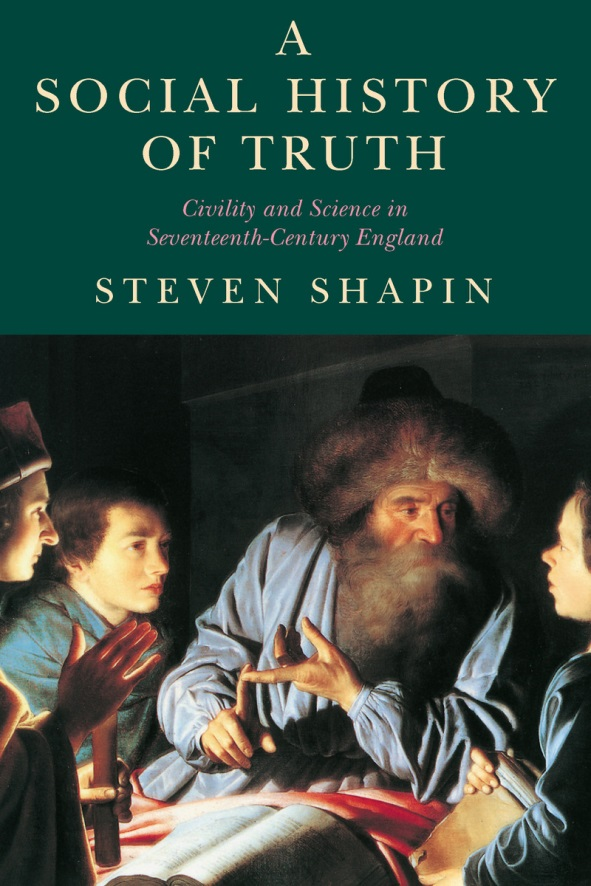 A
SOCIAL HISTORY
OF TRUTH
Civility and Science in
Seventeenth-Century England
STEVEN SHAPIN